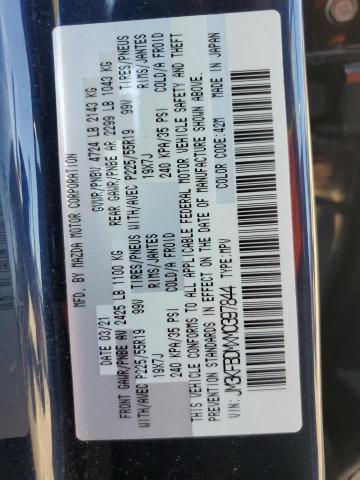 MFD. BY MAZDA MOTOR CORPORATION
DATE 03/21 GVWR/PNBV 4724 LB 2143 KG
FRONT GAWR/PNBE AV 2425 LB 1100 KG REAR GAWR/PNBE AR 2299 LB 1043 KG
WITH/AVEC P225/55R19 99V TIRES/PNEUS WITH/AVEC P225/55R19 99V TIRES/PNEUS
19X7J RIMS/JANTES 19X7J RIMS/JANTES
240 KPA/35 PSI COLD/A FROID 240 KPA/35 PSI COLD/A FROID
THIS VEHICLE CONFORMS TO ALL APPLICABLE FEDERAL MOTOR VEHICLE SAFETY AND THEFT
PREVENTION STANDARDS IN EFFECT ON THE DATE OF MANUFACTURE SHOWN ABOVE. MADE IN JAPAN
VIN: JM3KFBDMXM0397844 TYPE: MPV COLOR CODE: 42M